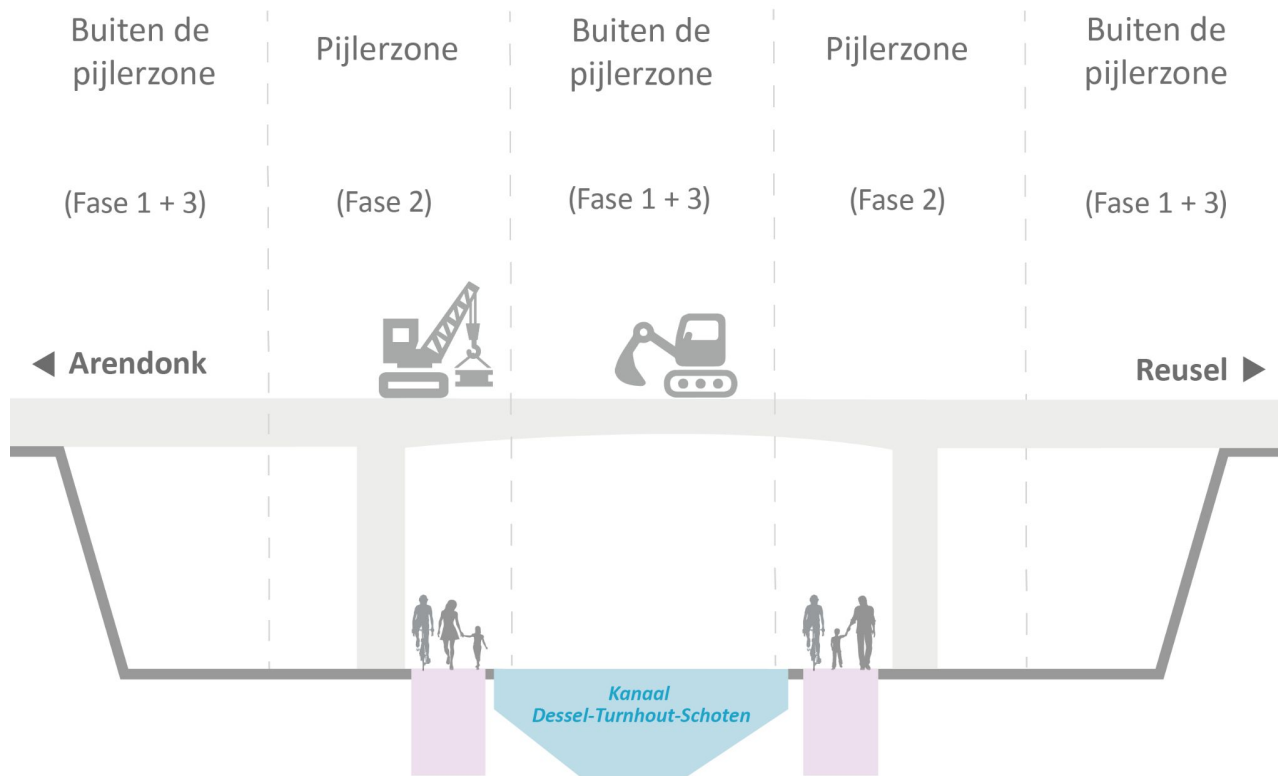 Buiten de
pijlerzone
Pijlerzone
Buiten de
pijlerzone
Pijlerzone
Buiten de
pijlerzone
(Fase 1 + 3)
(Fase 2)
(Fase 1 + 3)
(Fase 2)
(Fase 1 + 3)
Arendonk
Reusel
Kanaal
Dessel-Turnhout-Schoten